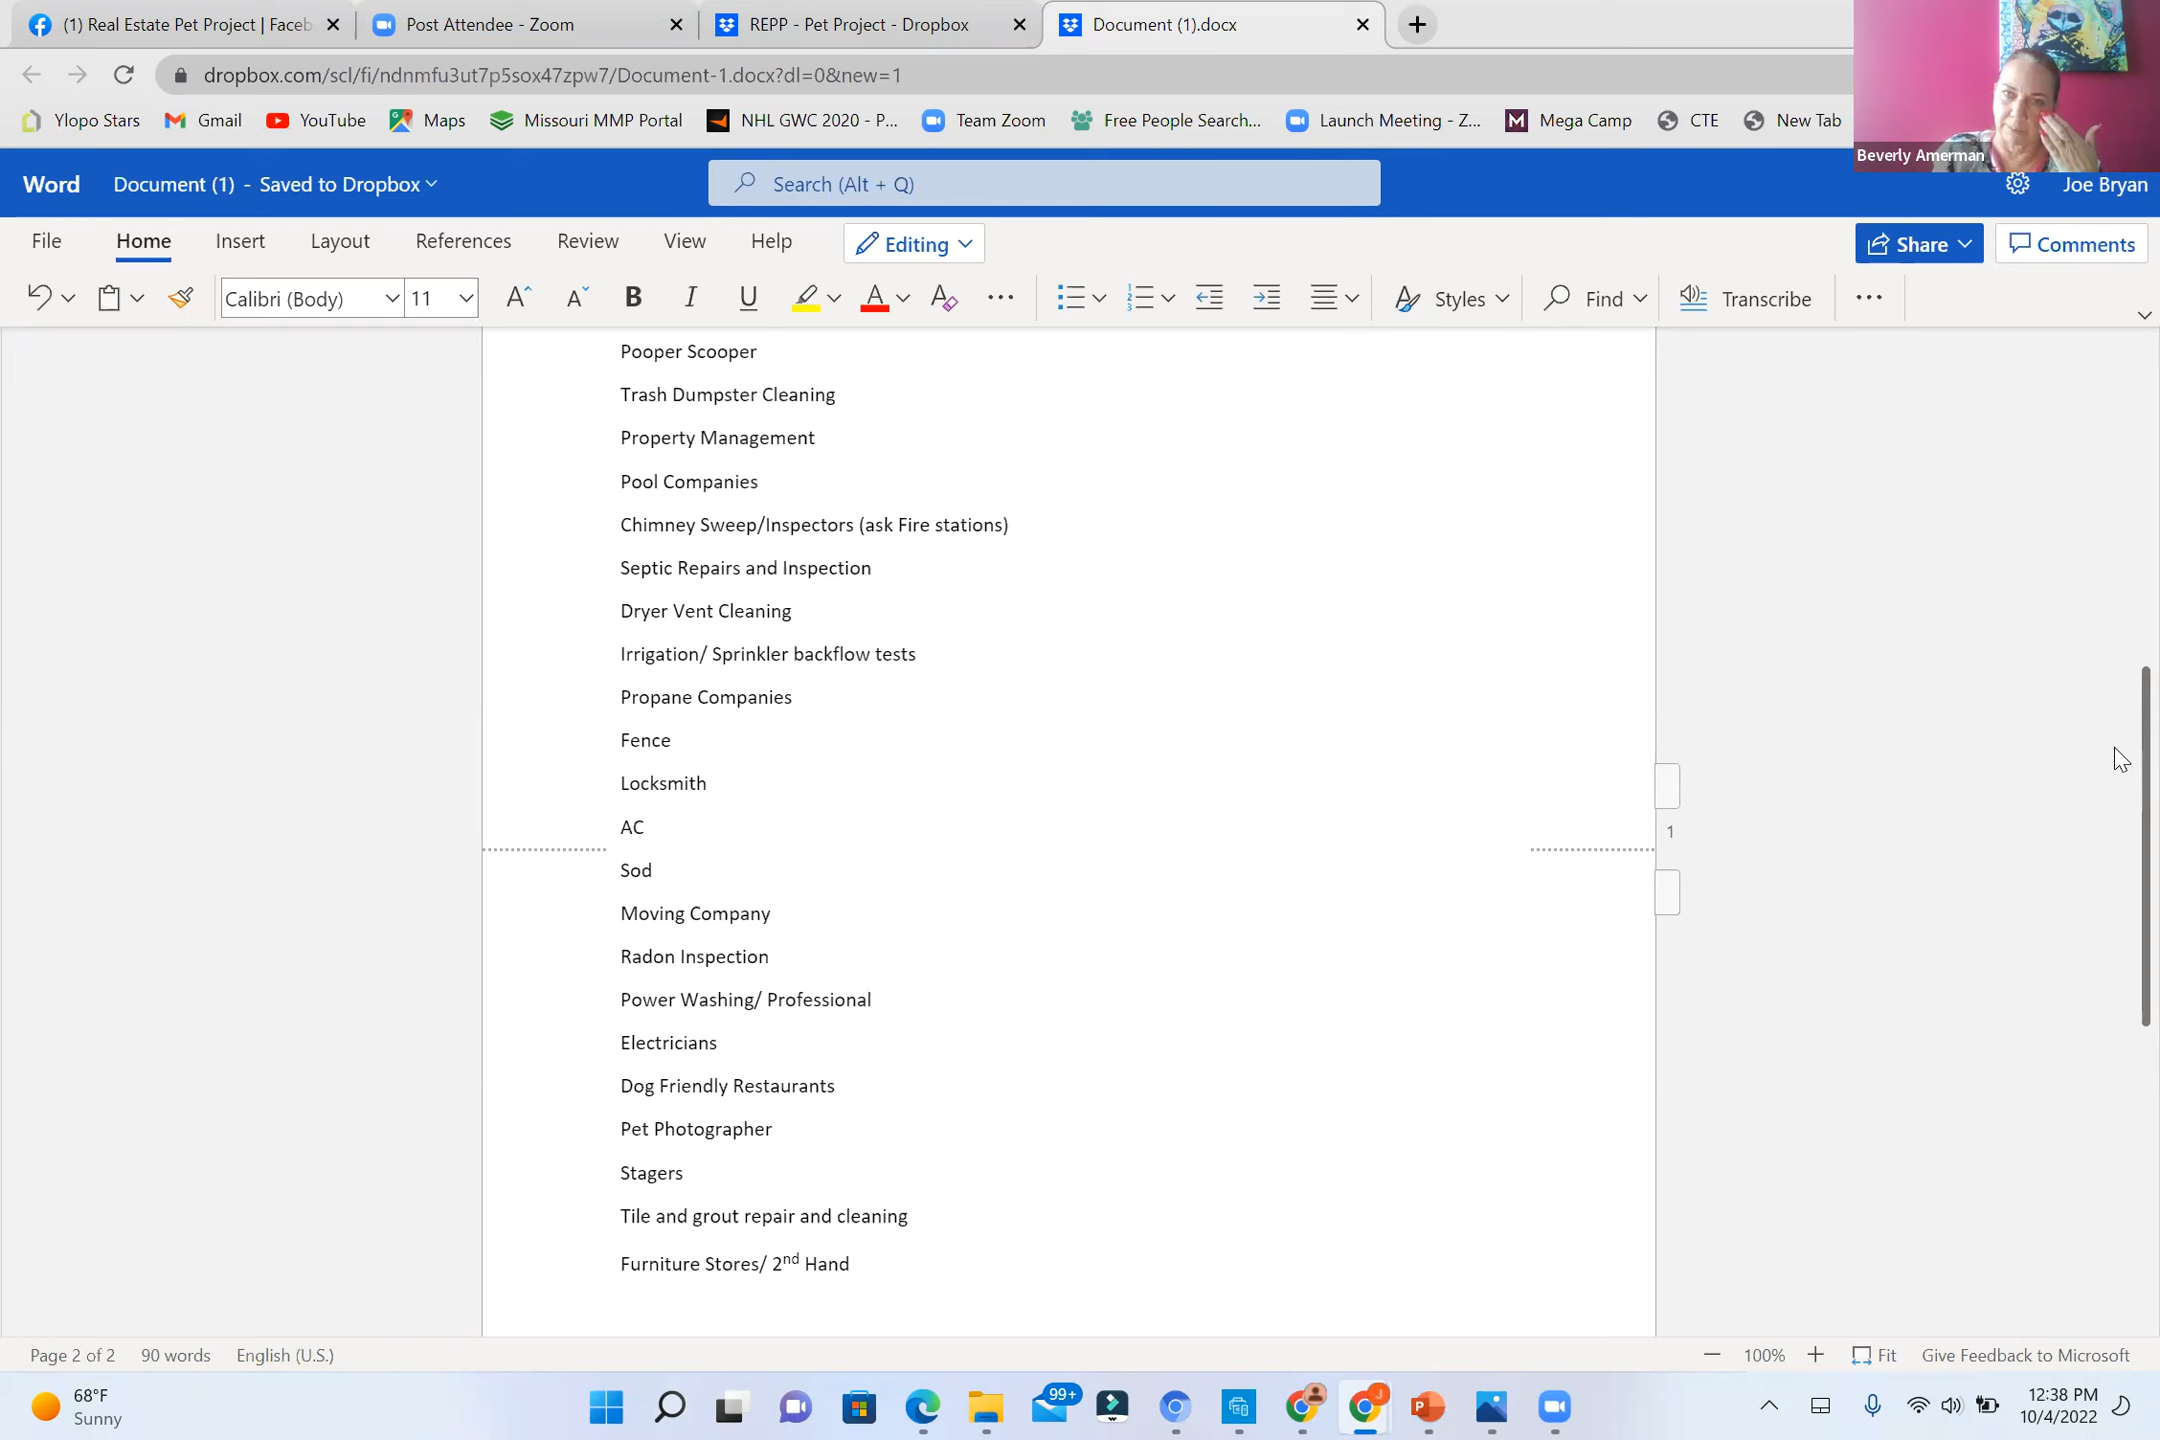 (1) Real Estate Pet Project | Faceb
Post Attendee - Zoom
REPP - Pet Project - Dropbox
Document (1).docx
dropbox.com/scl/fi/ndnmfu3ut7p5sox47zpw7/Document-1.docx?dl=0&new=1
Ylopo Stars
Gmail
YouTube
Maps
Missouri MMP Portal
NHL GWC 2020 - P...
Team Zoom
Free People Search...
Launch Meeting - Z...
Mega Camp
CTE
New Tab
Beverly Amerman
Word
Document (1) - Saved to Dropbox
Search (Alt + Q)
Joe Bryan
File
Home
Insert
Layout
References
Review
View
Help
Editing
Share
Comments
Calibri (Body)
11
Styles
Find
Transcribe
Pooper Scooper
Trash Dumpster Cleaning
Property Management
Pool Companies
Chimney Sweep/Inspectors (ask Fire stations)
Septic Repairs and Inspection
Dryer Vent Cleaning
Irrigation/ Sprinkler backflow tests
Propane Companies
Fence
Locksmith
AC
1
Sod
Moving Company
Radon Inspection
Power Washing/ Professional
Electricians
Dog Friendly Restaurants
Pet Photographer
Stagers
Tile and grout repair and cleaning
Furniture Stores/ 2nd Hand
Page 2 of 2
90 words
English (U.S.)
100%
Fit
Give Feedback to Microsoft
68°F
Sunny
99+
12:38 PM
10/4/2022